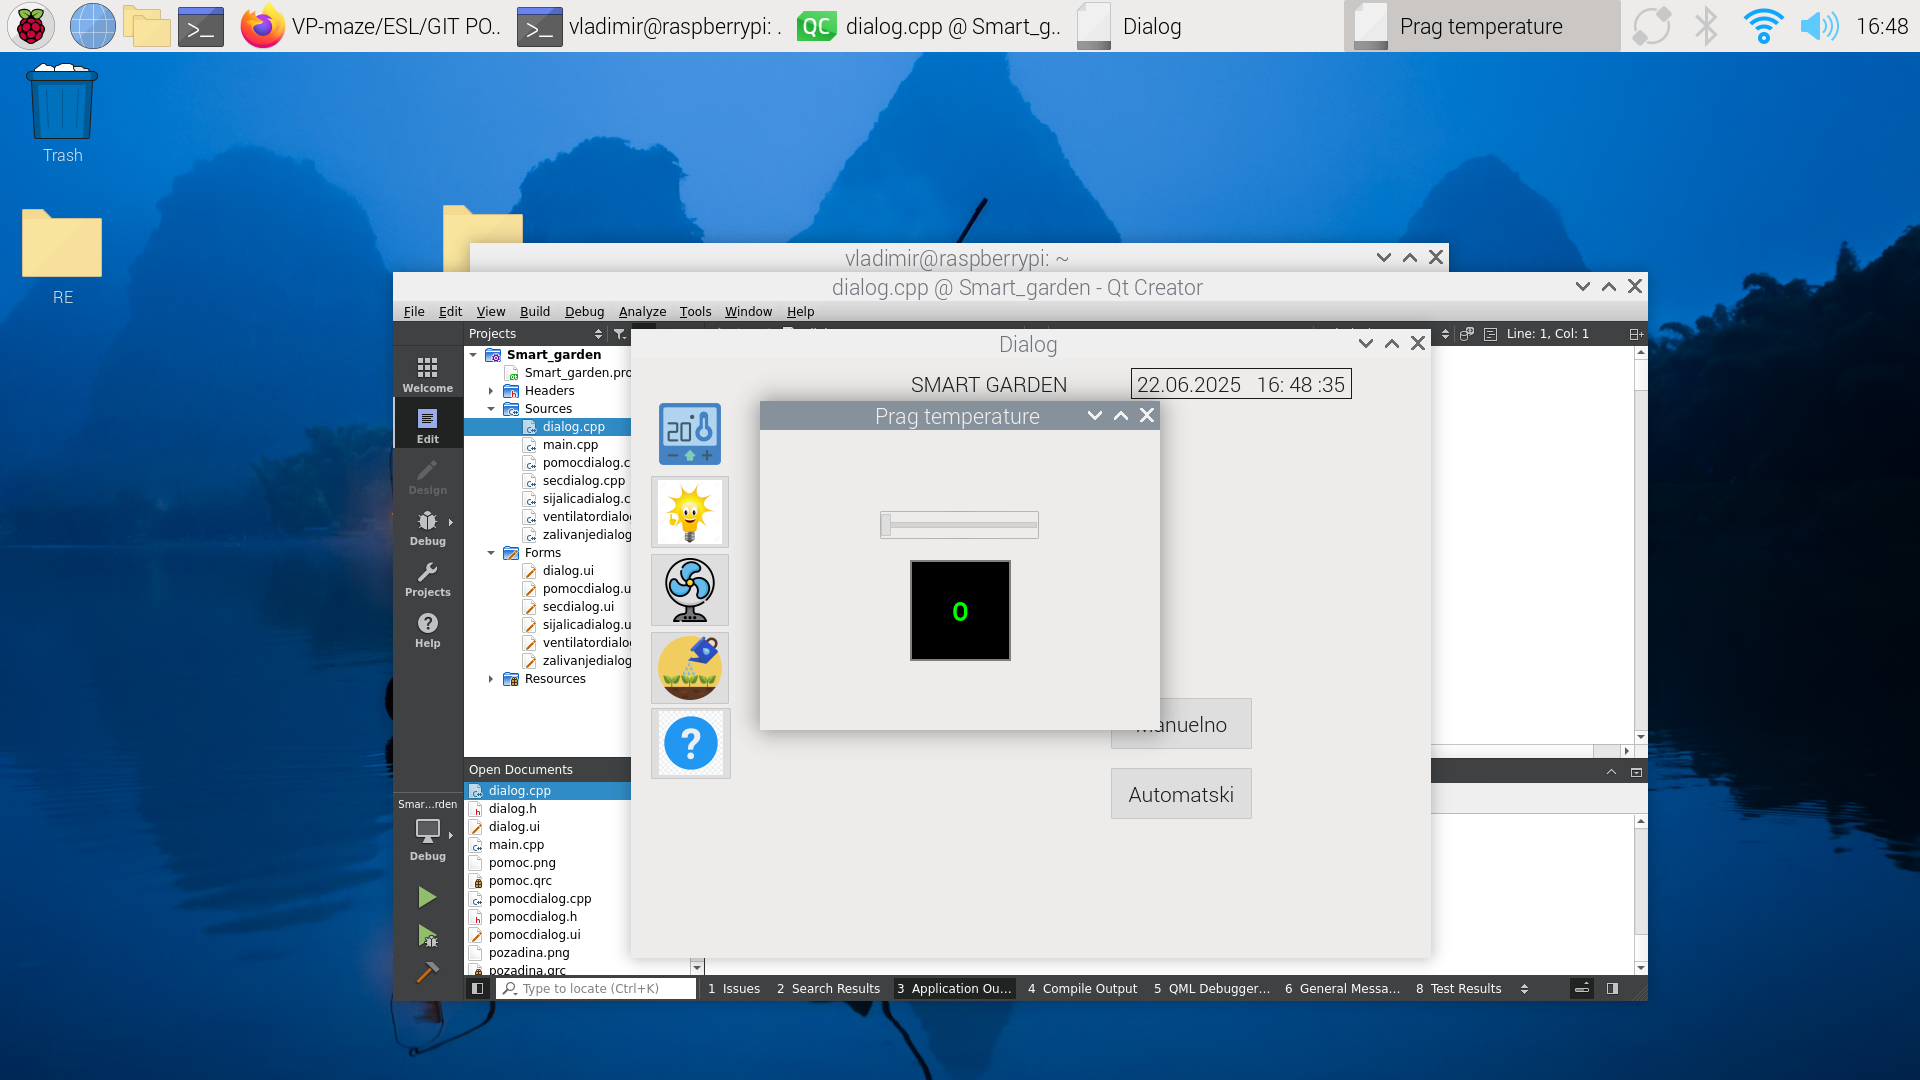 VP-maze/ESL/GIT PO..
vladimir@raspberrypi: .
QC
dialog.cpp @ Smart_g..
Dialog
Prag temperature
16:48
Trash
RE
vladimir@raspberrypi: ~
dialog.cpp @ Smart_garden - Qt Creator
File Edit View Build Debug Analyze Tools Window Help
Projects
Line: 1, Col: 1
Welcome
Edit
Design
Debug
Projects
Help
Smart_garden
Smart_garden.pro
Headers
Sources
dialog.cpp
main.cpp
pomocdialog.c
secdialog.cpp
sijalicadialog.c
ventilatordialo
zalivanjedialog
Forms
dialog.ui
pomocdialog.u
secdialog.ui
sijalicadialog.u
ventilatordialo
zalivanjedialog
Resources
Dialog
SMART GARDEN
22.06.2025 16: 48 :35
20°
Prag temperature
0
Manuelno
Automatski
Open Documents
dialog.cpp
dialog.h
dialog.ui
main.cpp
pomoc.png
pomoc.qrc
pomocdialog.cpp
pomocdialog.h
pomocdialog.ui
pozadina.png
pozadina.qrc
Smar...rden
Debug
Type to locate (Ctrl+K)
1 Issues
2 Search Results
3 Application Ou...
4 Compile Output
5 QML Debugger...
6 General Messa...
8 Test Results